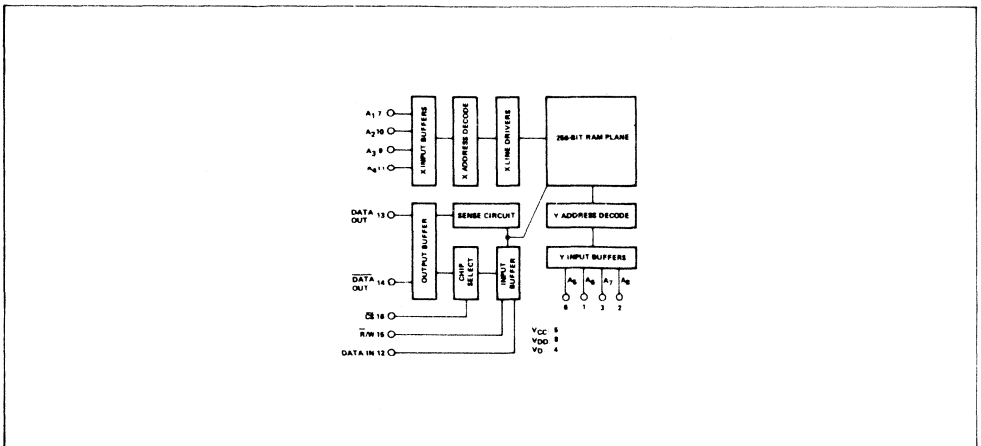 A1 7
A2 10
A3 9
A4 11
X INPUT BUFFERS
X ADDRESS DECODE
X LINE DRIVERS
256-BIT RAM PLANE
DATA OUT 13
OUTPUT BUFFER
SENSE CIRCUIT
Y ADDRESS DECODE
DATA OUT 14
CHIP SELECT
INPUT BUFFER
Y INPUT BUFFERS
A5 A6 A7 A8
6 1 3 2
CS 16
R/W 15
DATA IN 12
VCC 5
VDD 8
VD 4